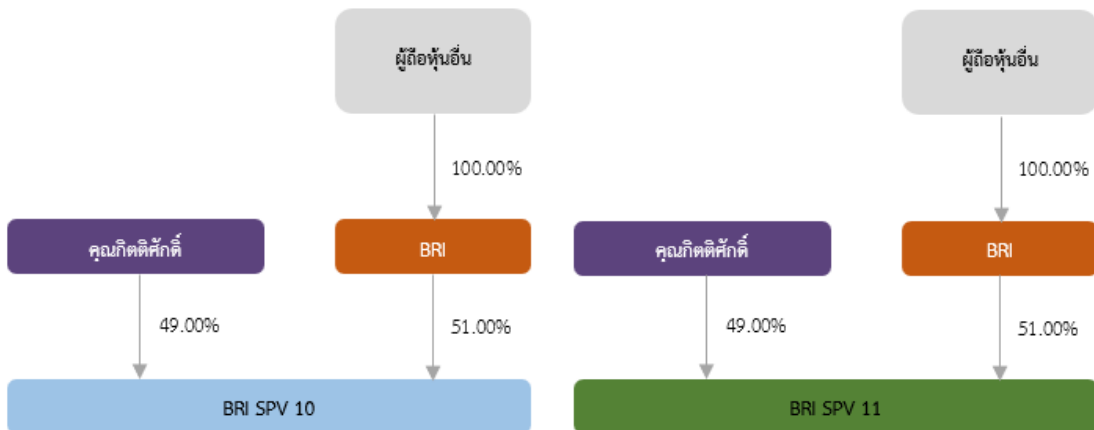 ผู้ถือหุ้นอื่น
100.00%
คุณกิตติศักดิ์
BRI
49.00%
51.00%
BRI SPV 10
ผู้ถือหุ้นอื่น
100.00%
คุณกิตติศักดิ์
BRI
49.00%
51.00%
BRI SPV 11